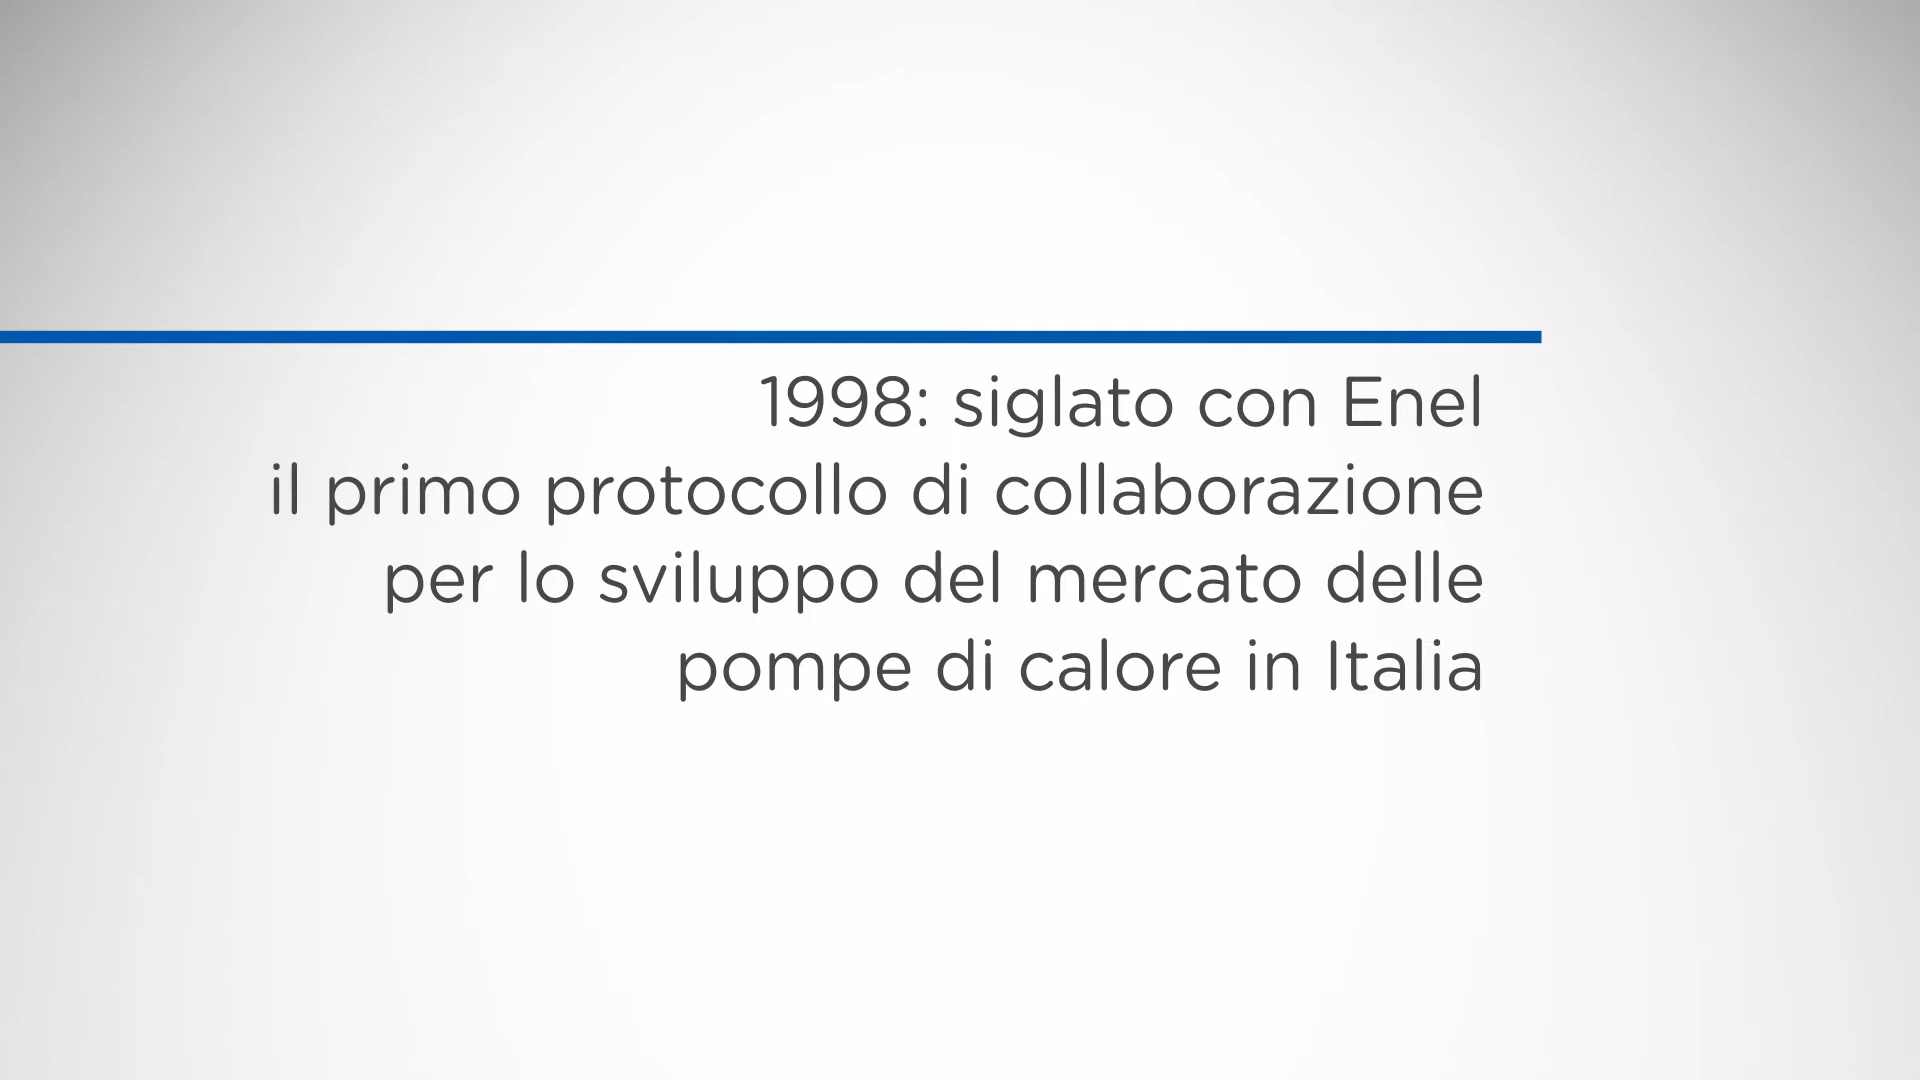 1998: siglato con Enel
il primo protocollo di collaborazione
per lo sviluppo del mercato delle
pompe di calore in Italia